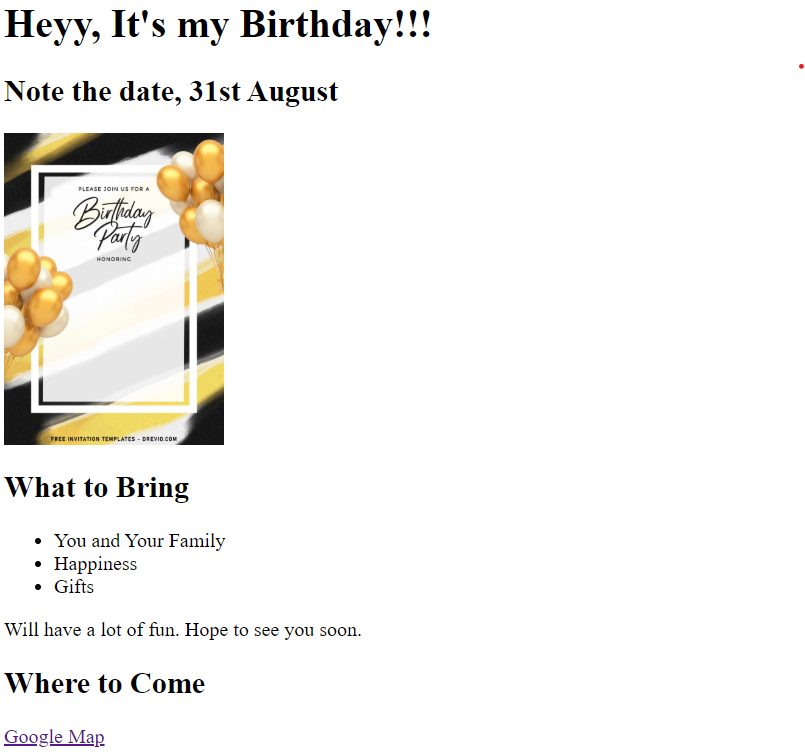 Heyy, It's my Birthday!!!
Note the date, 31st August
PLEASE JOIN US FOR A
Birthday
Party
HONORING
FREE INVITATION TEMPLATES - DREVIO.COM
What to Bring
You and Your Family
Happiness
Gifts
Will have a lot of fun. Hope to see you soon.
Where to Come
Google Map